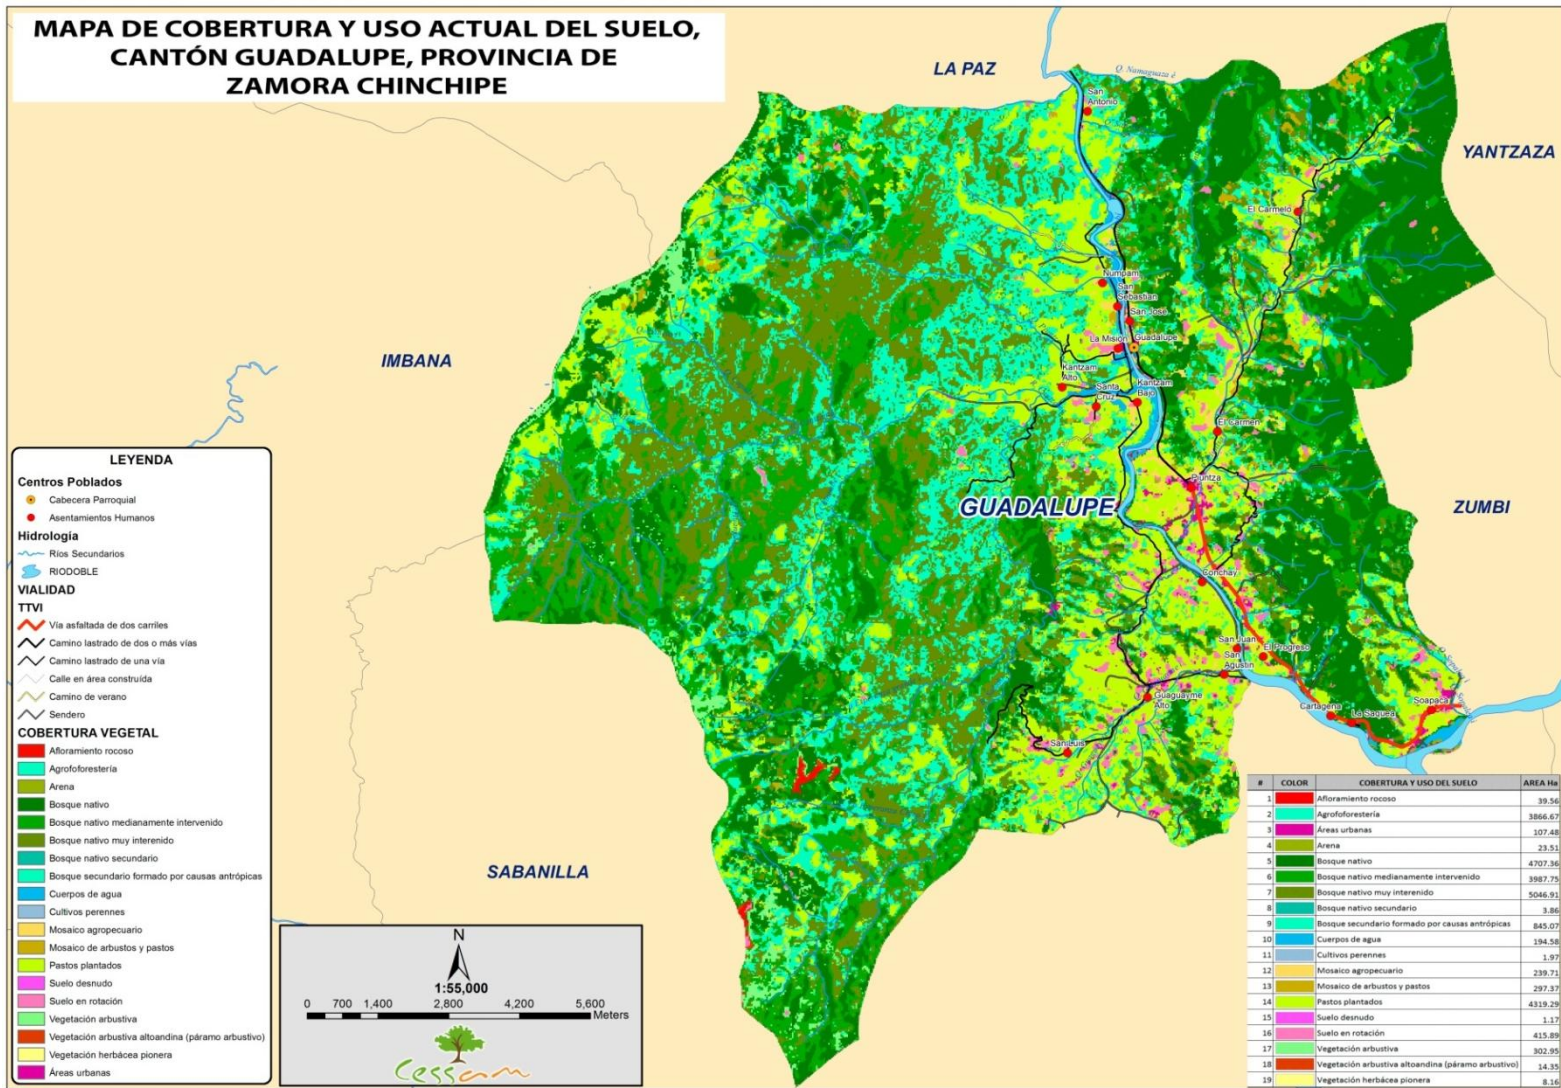 MAPA DE COBERTURA Y USO ACTUAL DEL SUELO,
CANTÓN GUADALUPE, PROVINCIA DE
ZAMORA CHINCHIPE
LA PAZ
Q. Namaguaza é
San
Antonio
YANTZAZA
El Carmelo
Numpam
San
Sebastian
San José
La Mision
Guadalupe
IMBANA
Kantzam
Alto
Santa
Cruz
Kantzam
Bajo
El Carmen
Piuntza
GUADALUPE
ZUMBI
Conchay
San Juan
El Progreso
San
Agustin
Guaguayme
Alto
Cartagena
La Saquea
Soapaca
San Luis
SABANILLA
LEYENDA
Centros Poblados
Cabecera Parroquial
Asentamientos Humanos
Hidrología
Ríos Secundarios
RIODOBLE
VIALIDAD
TTVI
Vía asfaltada de dos carriles
Camino lastrado de dos o más vías
Camino lastrado de una vía
Calle en área construída
Camino de verano
Sendero
COBERTURA VEGETAL
Afloramiento rocoso
Agrofoforestería
Arena
Bosque nativo
Bosque nativo medianamente intervenido
Bosque nativo muy interenido
Bosque nativo secundario
Bosque secundario formado por causas antrópicas
Cuerpos de agua
Cultivos perennes
Mosaico agropecuario
Mosaico de arbustos y pastos
Pastos plantados
Suelo desnudo
Suelo en rotación
Vegetación arbustiva
Vegetación arbustiva altoandina (páramo arbustivo)
Vegetación herbácea pionera
Áreas urbanas
N
1:55,000
0 700 1,400 2,800 4,200 5,600
Meters
Cessam
# COLOR COBERTURA Y USO DEL SUELO AREA Ha
1 Afloramiento rocoso 39.56
2 Agrofoforestería 3866.67
3 Áreas urbanas 107.48
4 Arena 23.51
5 Bosque nativo 4707.36
6 Bosque nativo medianamente intervenido 3987.75
7 Bosque nativo muy interenido 5046.91
8 Bosque nativo secundario 3.86
9 Bosque secundario formado por causas antrópicas 845.07
10 Cuerpos de agua 194.58
11 Cultivos perennes 1.97
12 Mosaico agropecuario 239.71
13 Mosaico de arbustos y pastos 297.37
14 Pastos plantados 4319.29
15 Suelo desnudo 1.17
16 Suelo en rotación 415.89
17 Vegetación arbustiva 302.95
18 Vegetación arbustiva altoandina (páramo arbustivo) 14.35
19 Vegetación herbácea pionera 8.16